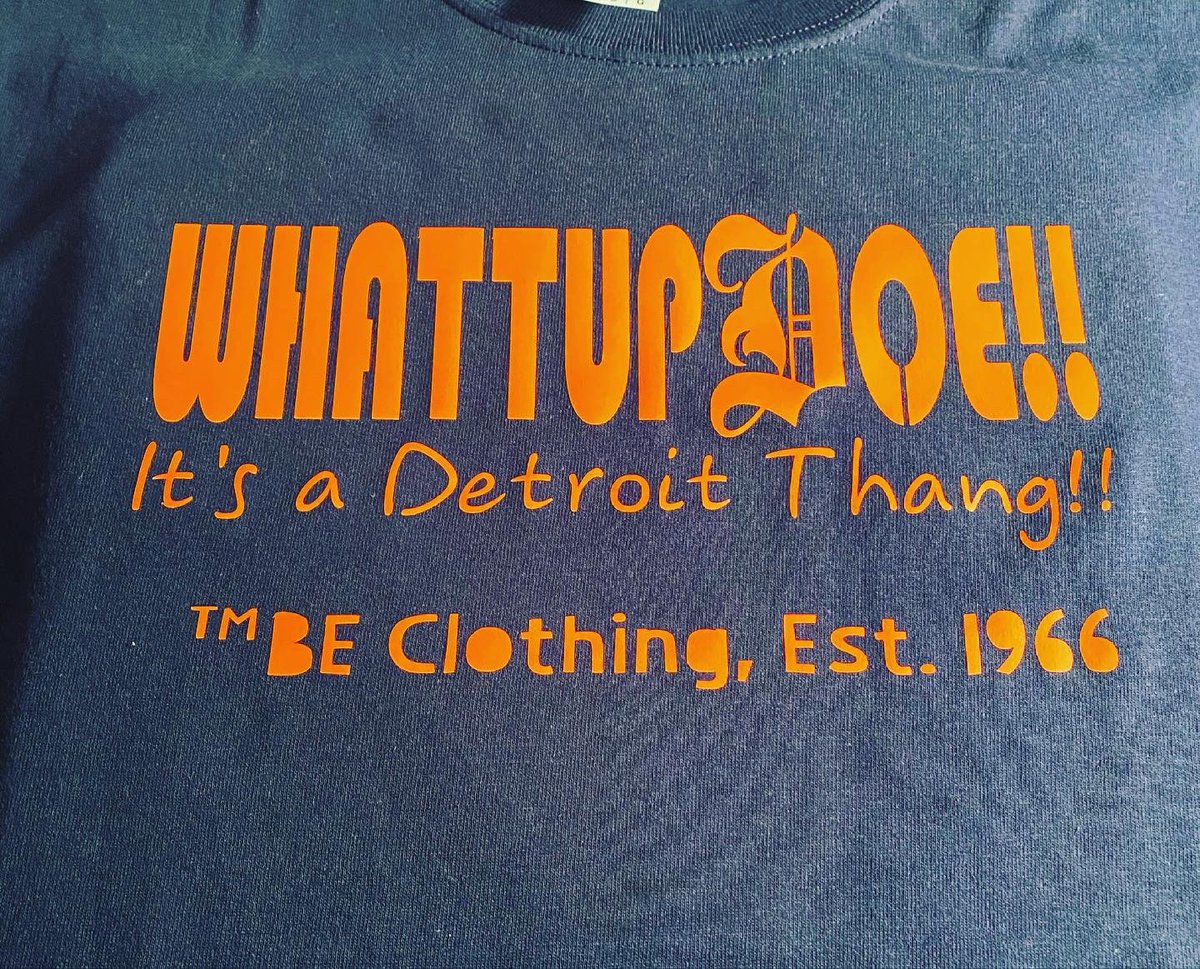 WHATTUPDOE!!
It's a Detroit Thang!!
™BE Clothing, Est. 1966